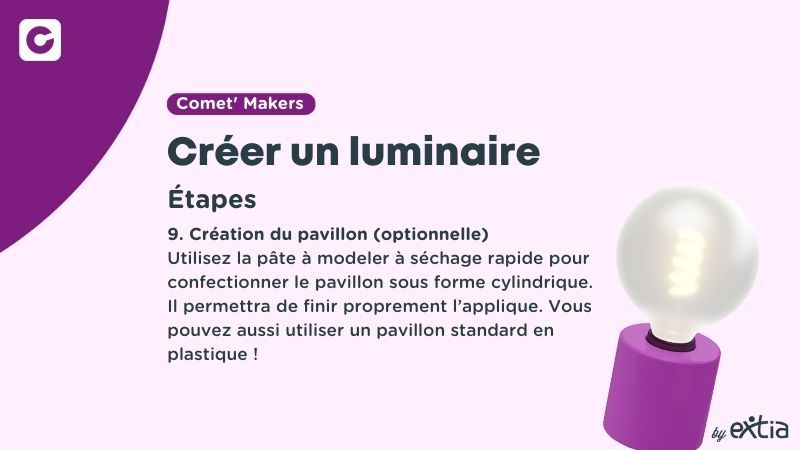 Comet' Makers
Créer un luminaire
Étapes
9. Création du pavillon (optionnelle)
Utilisez la pâte à modeler à séchage rapide pour
confectionner le pavillon sous forme cylindrique.
Il permettra de finir proprement l’applique. Vous
pouvez aussi utiliser un pavillon standard en
plastique !
by extia